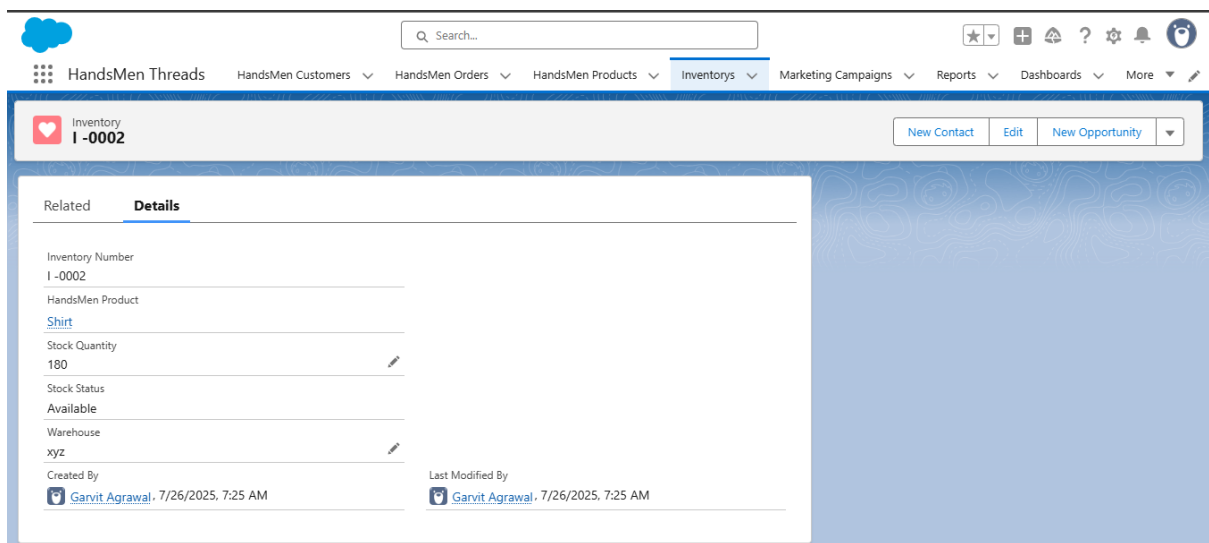 Search...
HandsMen Threads HandsMen Customers HandsMen Orders HandsMen Products Inventorys Marketing Campaigns Reports Dashboards More
Inventory
I -0002
New Contact Edit New Opportunity
Related Details
Inventory Number
I -0002
HandsMen Product
Shirt
Stock Quantity
180
Stock Status
Available
Warehouse
xyz
Created By Last Modified By
Garvit Agrawal, 7/26/2025, 7:25 AM Garvit Agrawal, 7/26/2025, 7:25 AM